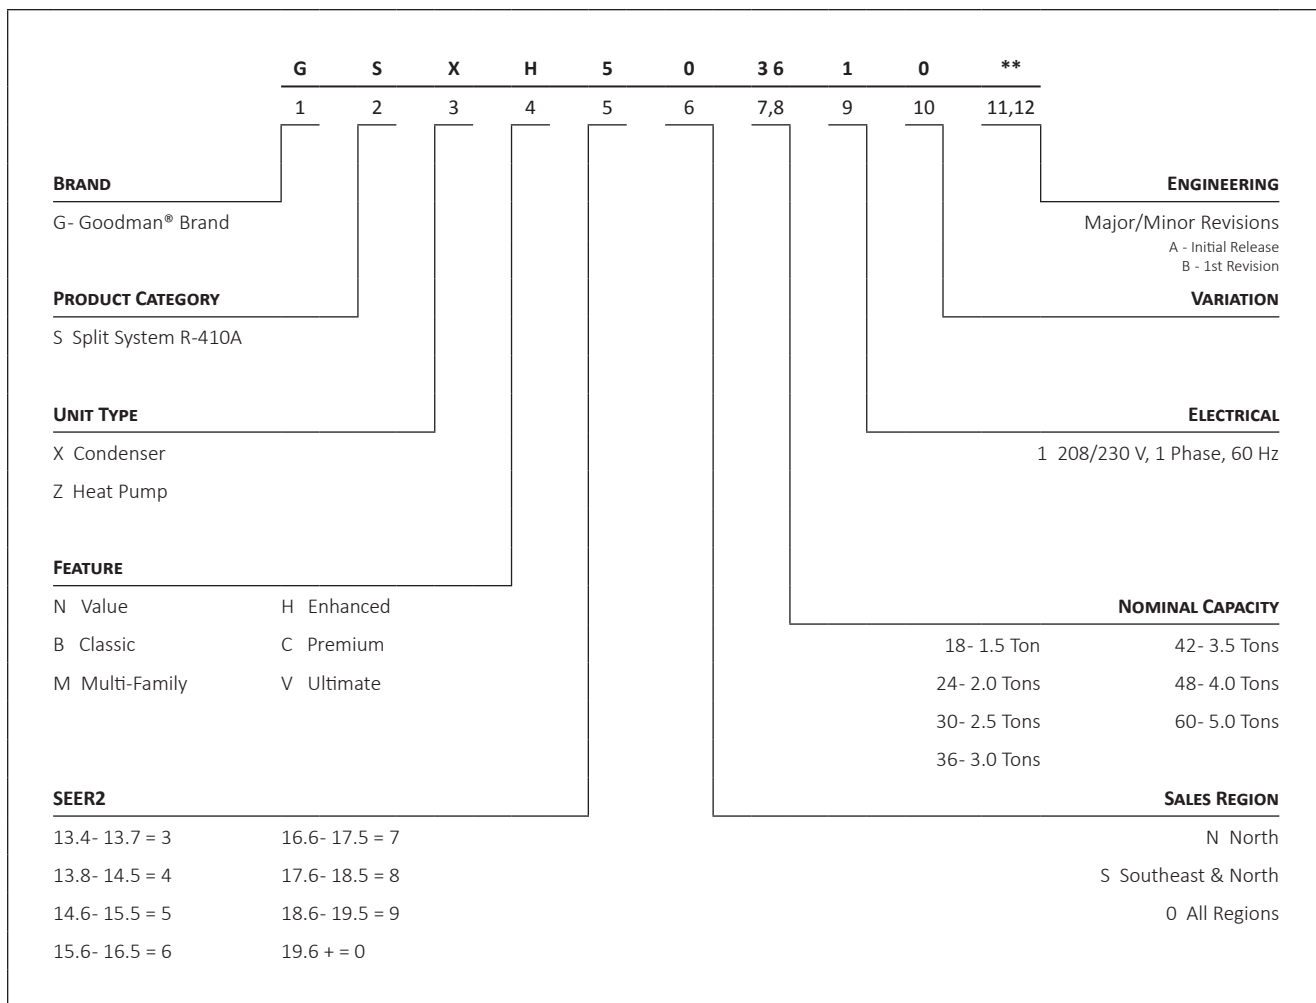 G S X H 5 0 3 6 1 0 **
1 2 3 4 5 6 7,8 9 10 11,12
BRAND
G- Goodman® Brand
ENGINEERING
Major/Minor Revisions
A - Initial Release
B - 1st Revision
PRODUCT CATEGORY
S Split System R-410A
VARIATION
UNIT TYPE
X Condenser
Z Heat Pump
ELECTRICAL
1 208/230 V, 1 Phase, 60 Hz
FEATURE
N Value H Enhanced
B Classic C Premium
M Multi-Family V Ultimate
NOMINAL CAPACITY
18- 1.5 Ton 42- 3.5 Tons
24- 2.0 Tons 48- 4.0 Tons
30- 2.5 Tons 60- 5.0 Tons
36- 3.0 Tons
SEER2
13.4- 13.7 = 3 16.6- 17.5 = 7
13.8- 14.5 = 4 17.6- 18.5 = 8
14.6- 15.5 = 5 18.6- 19.5 = 9
15.6- 16.5 = 6 19.6 + = 0
SALES REGION
N North
S Southeast & North
0 All Regions